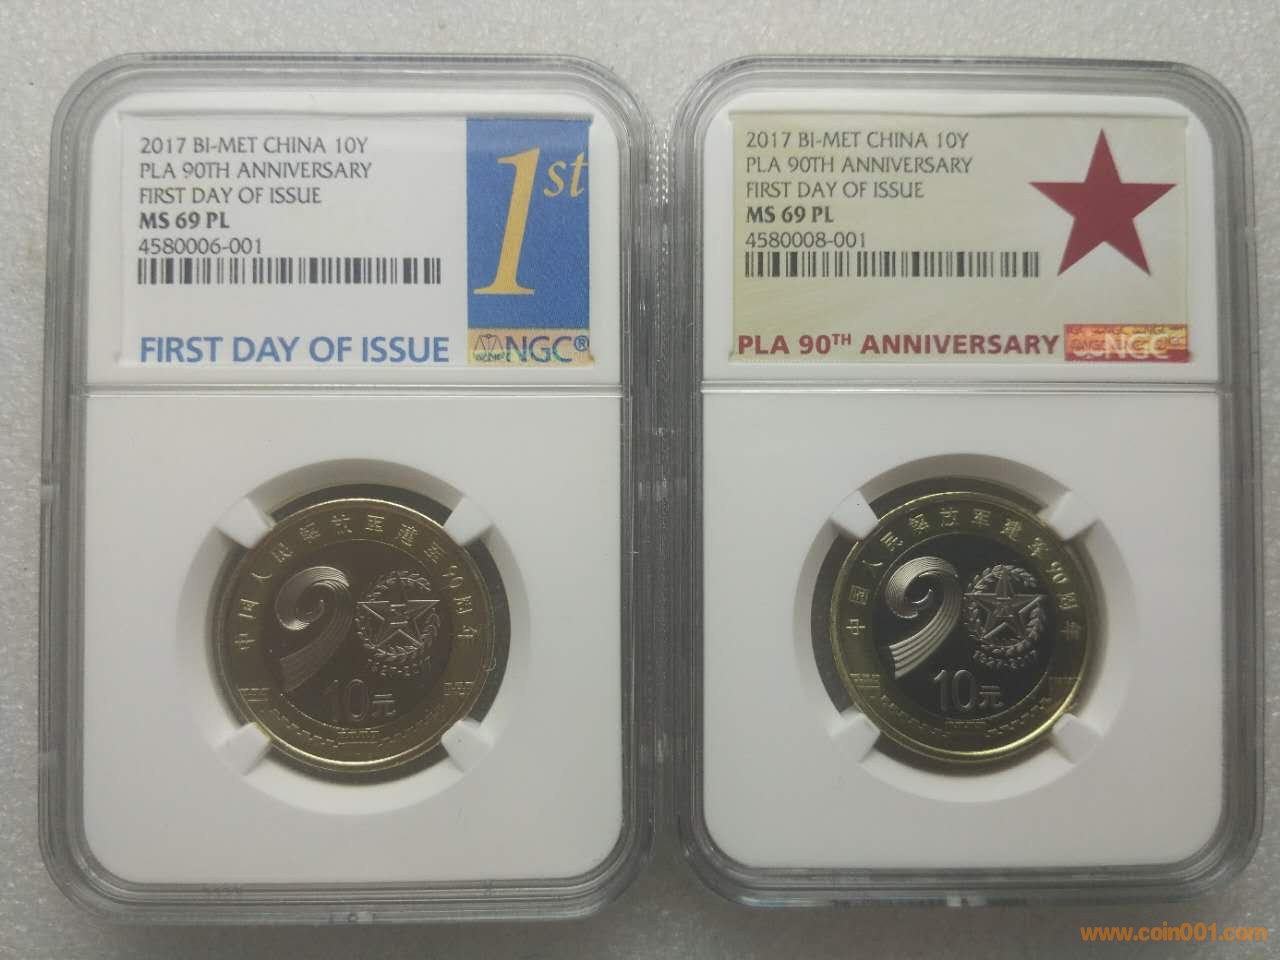 2017 BI-MET CHINA 10Y
PLA 90TH ANNIVERSARY
FIRST DAY OF ISSUE
MS 69 PL
4580006-001
1st
FIRST DAY OF ISSUE
NGC®
中国人民解放军建军90周年
1927-2017
10元
2017 BI-MET CHINA 10Y
PLA 90TH ANNIVERSARY
FIRST DAY OF ISSUE
MS 69 PL
4580008-001
PLA 90TH ANNIVERSARY
NGC
中国人民解放军建军90周年
1927-2017
10元
www.coin001.com